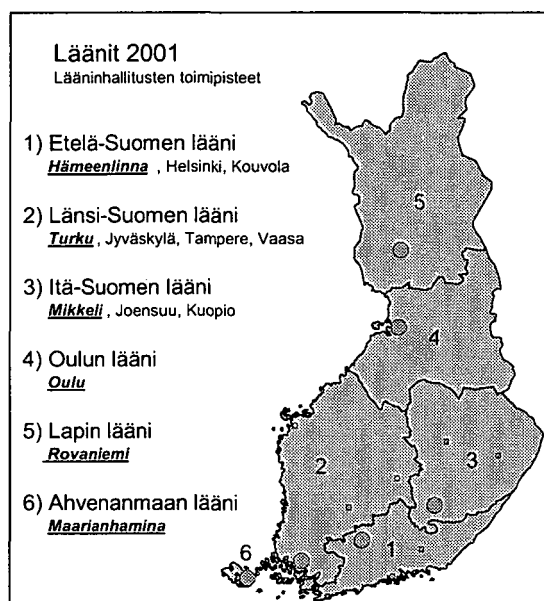 Läänit 2001
Lääninhallitusten toimipisteet
1) Etelä-Suomen lääni
Hämeenlinna , Helsinki, Kouvola
2) Länsi-Suomen lääni
Turku , Jyväskylä, Tampere, Vaasa
3) Itä-Suomen lääni
Mikkeli , Joensuu, Kuopio
4) Oulun lääni
Oulu
5) Lapin lääni
Rovaniemi
6) Ahvenanmaan lääni
Maarianhamina
5
4
2
3
1
6